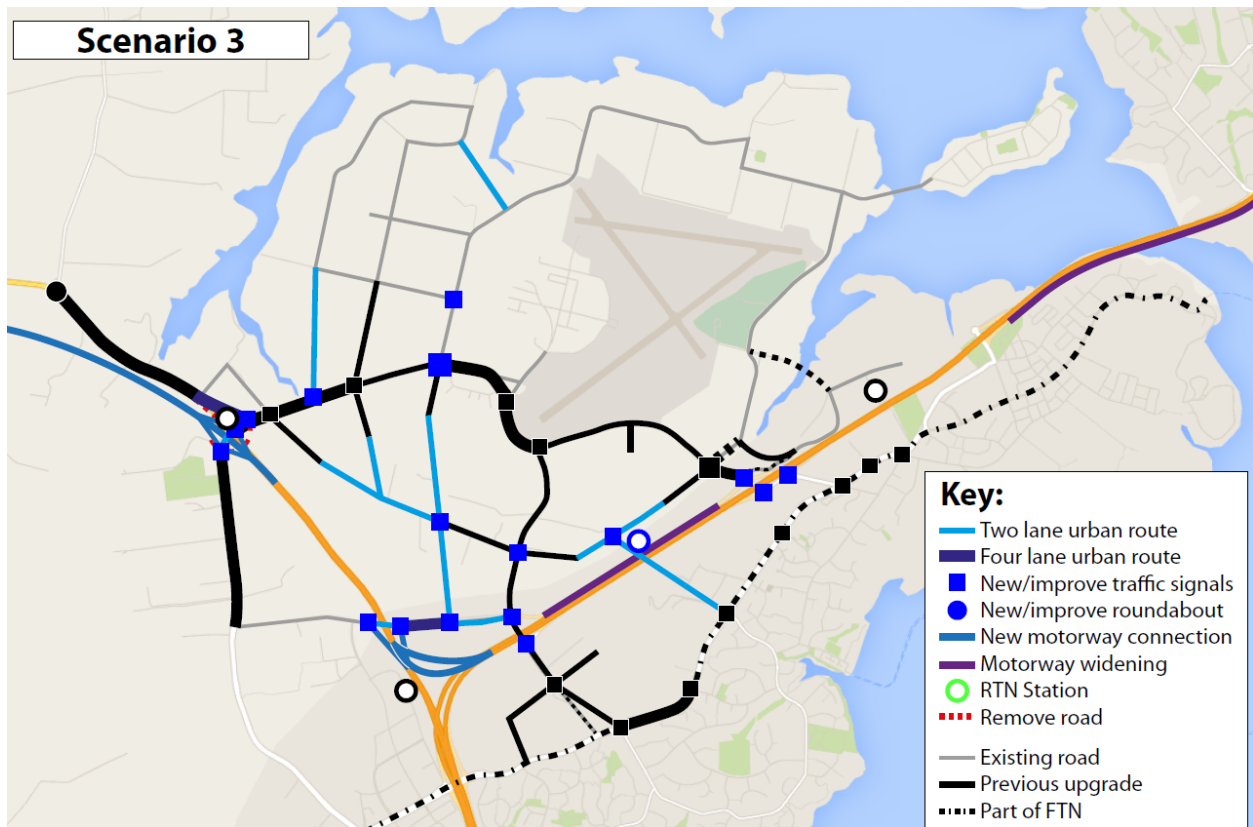 Scenario 3
Key:
Two lane urban route
Four lane urban route
New/improve traffic signals
New/improve roundabout
New motorway connection
Motorway widening
RTN Station
Remove road
Existing road
Previous upgrade
Part of FTN